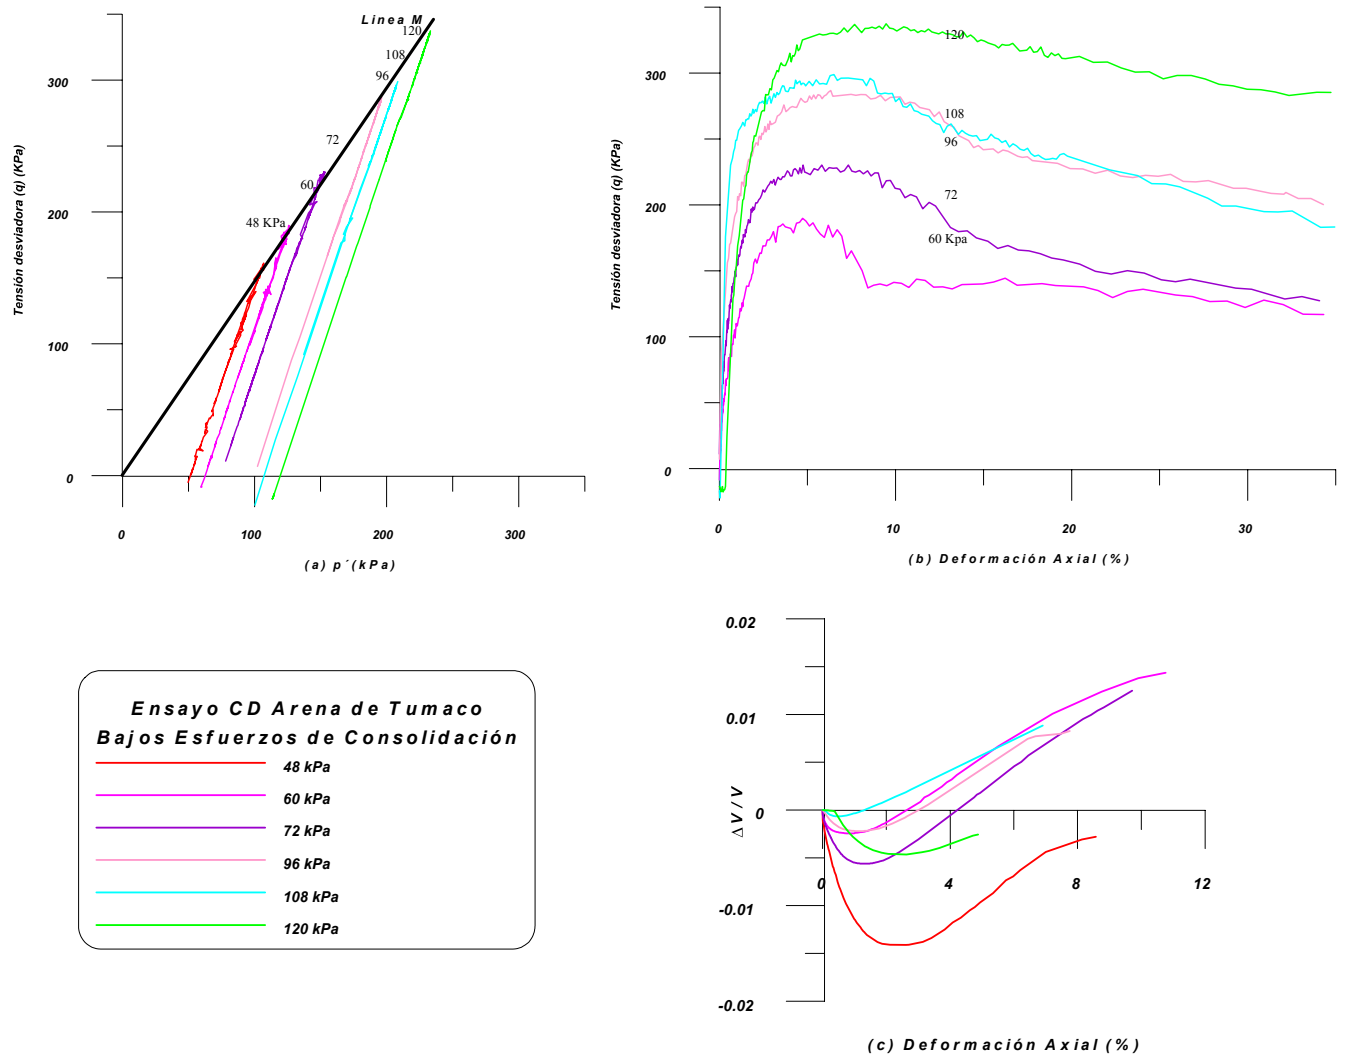 Linea M
120
108
96
72
60
48 KPa
300
200
100
0
Tensión desviadora (q) (KPa)
0
100
200
300
(a) p´(kPa)
400
300
200
100
0
Tensión desviadora (q) (KPa)
120
108
96
72
60 Kpa
0
10
20
30
(b) Deformación Axial (%)
Ensayo CD Arena de Tumaco
Bajos Esfuerzos de Consolidación
48 kPa
60 kPa
72 kPa
96 kPa
108 kPa
120 kPa
0.02
0.01
0
-0.01
-0.02
ΔV / V
0
4
8
12
(c) Deformación Axial (%)